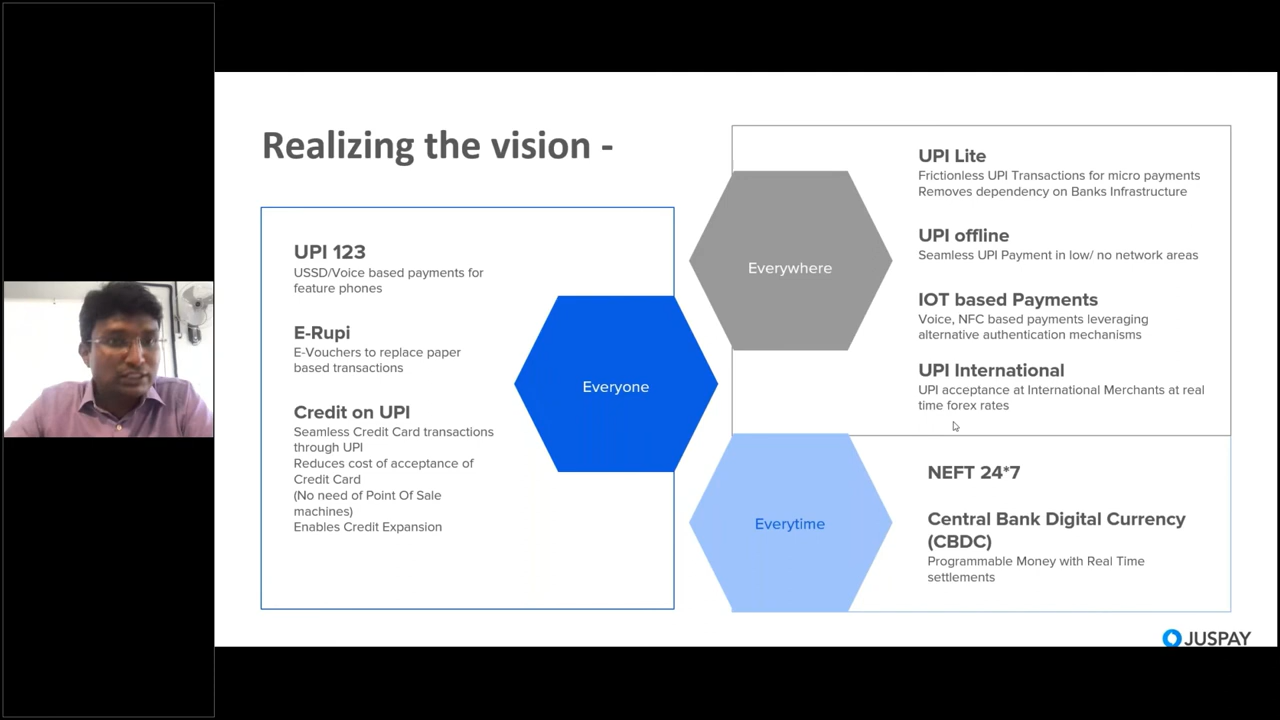 Realizing the vision -
UPI 123
USSD/Voice based payments for
feature phones
E-Rupi
E-Vouchers to replace paper
based transactions
Credit on UPI
Seamless Credit Card transactions
through UPI
Reduces cost of acceptance of
Credit Card
(No need of Point Of Sale
machines)
Enables Credit Expansion
Everyone
Everywhere
UPI Lite
Frictionless UPI Transactions for micro payments
Removes dependency on Banks Infrastructure
UPI offline
Seamless UPI Payment in low/ no network areas
IOT based Payments
Voice, NFC based payments leveraging
alternative authentication mechanisms
UPI International
UPI acceptance at International Merchants at real
time forex rates
Everytime
NEFT 24*7
Central Bank Digital Currency
(CBDC)
Programmable Money with Real Time
settlements
JUSPAY